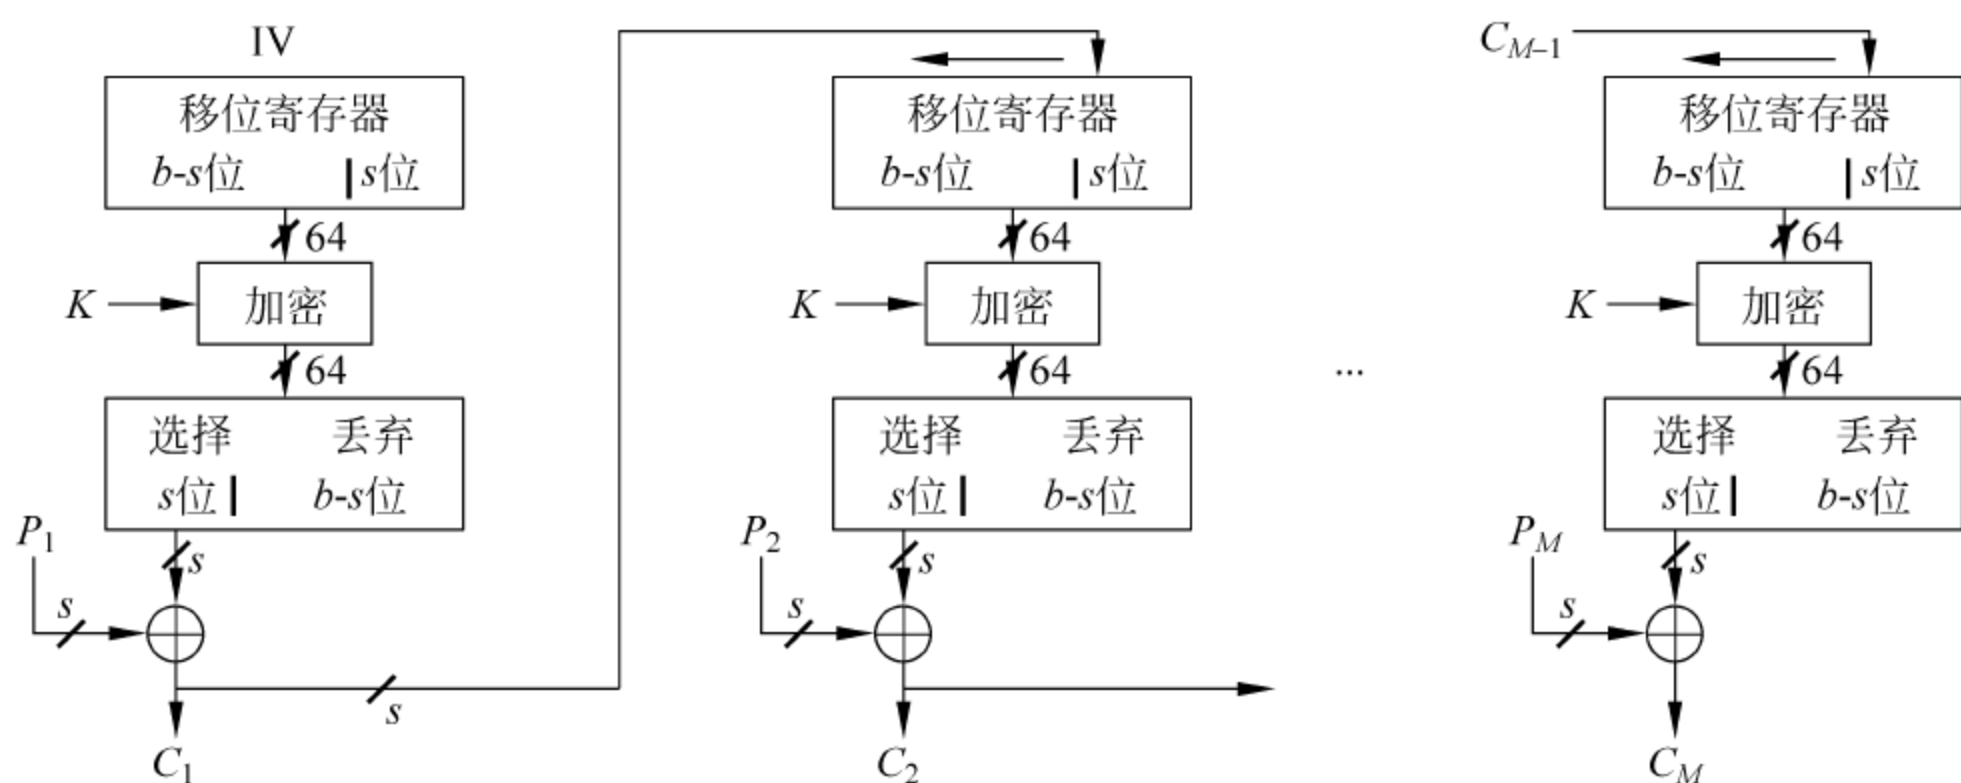 IV
移位寄存器
b-s位 | s位
64
K
加密
64
选择 丢弃
s位 | b-s位
P1
s
s
s
C1
移位寄存器
b-s位 | s位
64
K
加密
64
选择 丢弃
s位 | b-s位
P2
s
s
C2
...
CM–1
移位寄存器
b-s位 | s位
64
K
加密
64
选择 丢弃
s位 | b-s位
PM
s
s
CM